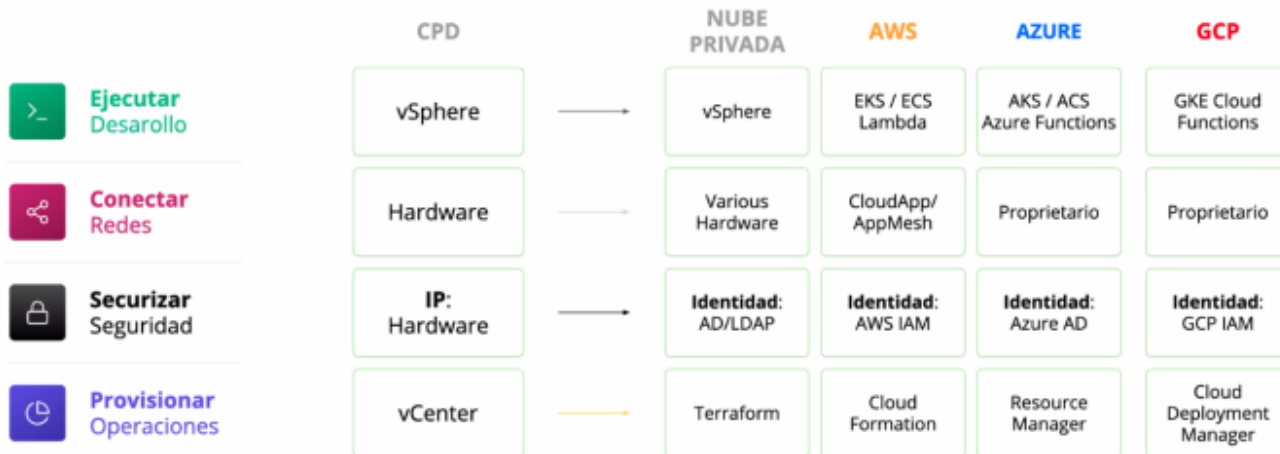 CPD
NUBE
PRIVADA
AWS
AZURE
GCP
Ejecutar
Desarollo
vSphere
vSphere
EKS / ECS
Lambda
AKS / ACS
Azure Functions
GKE Cloud
Functions
Conectar
Redes
Hardware
Various
Hardware
CloudApp/
AppMesh
Proprietario
Proprietario
Securizar
Seguridad
IP:
Hardware
Identidad:
AD/LDAP
Identidad:
AWS IAM
Identidad:
Azure AD
Identidad:
GCP IAM
Provisionar
Operaciones
vCenter
Terraform
Cloud
Formation
Resource
Manager
Cloud
Deployment
Manager